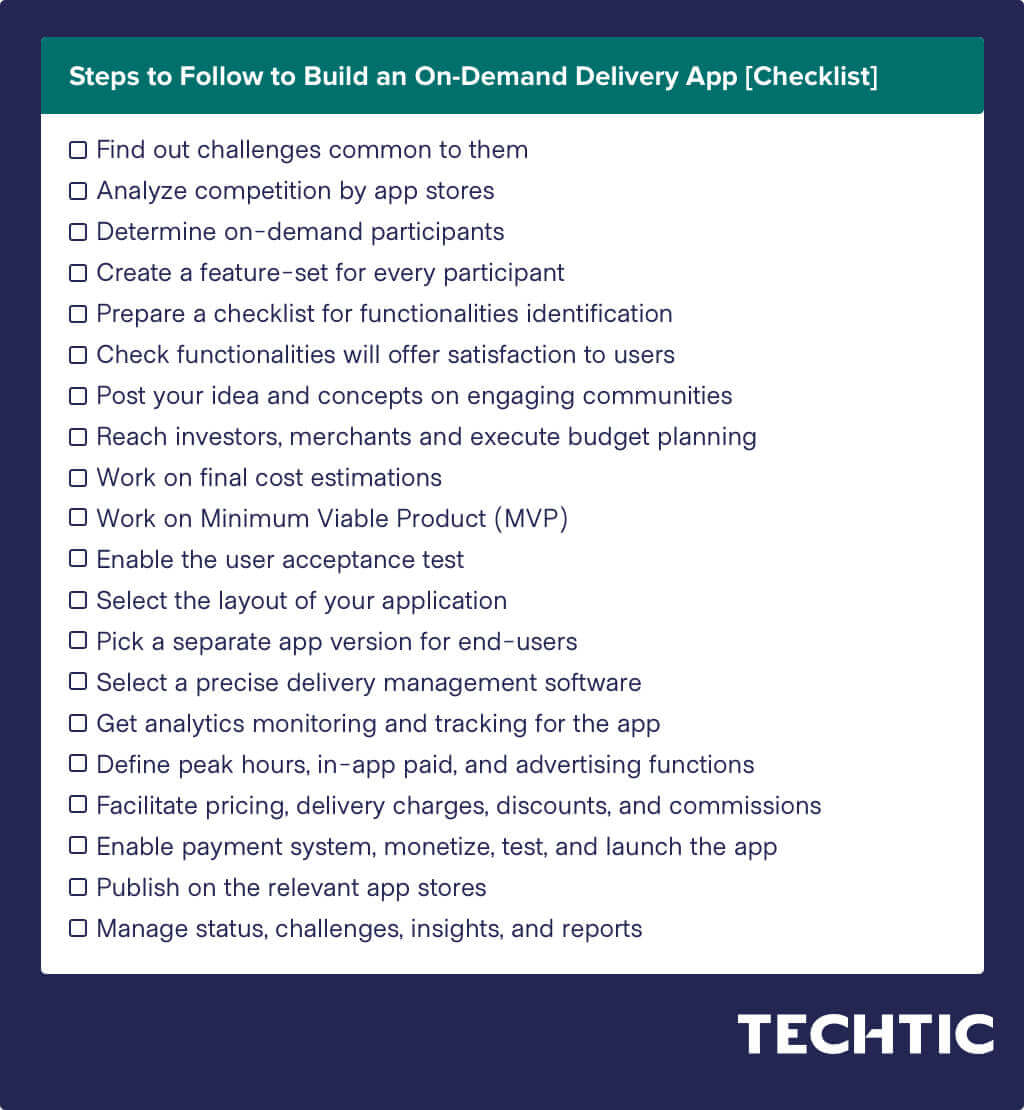 Steps to Follow to Build an On-Demand Delivery App [Checklist]
Find out challenges common to them
Analyze competition by app stores
Determine on-demand participants
Create a feature-set for every participant
Prepare a checklist for functionalities identification
Check functionalities will offer satisfaction to users
Post your idea and concepts on engaging communities
Reach investors, merchants and execute budget planning
Work on final cost estimations
Work on Minimum Viable Product (MVP)
Enable the user acceptance test
Select the layout of your application
Pick a separate app version for end-users
Select a precise delivery management software
Get analytics monitoring and tracking for the app
Define peak hours, in-app paid, and advertising functions
Facilitate pricing, delivery charges, discounts, and commissions
Enable payment system, monetize, test, and launch the app
Publish on the relevant app stores
Manage status, challenges, insights, and reports
TECHTIC